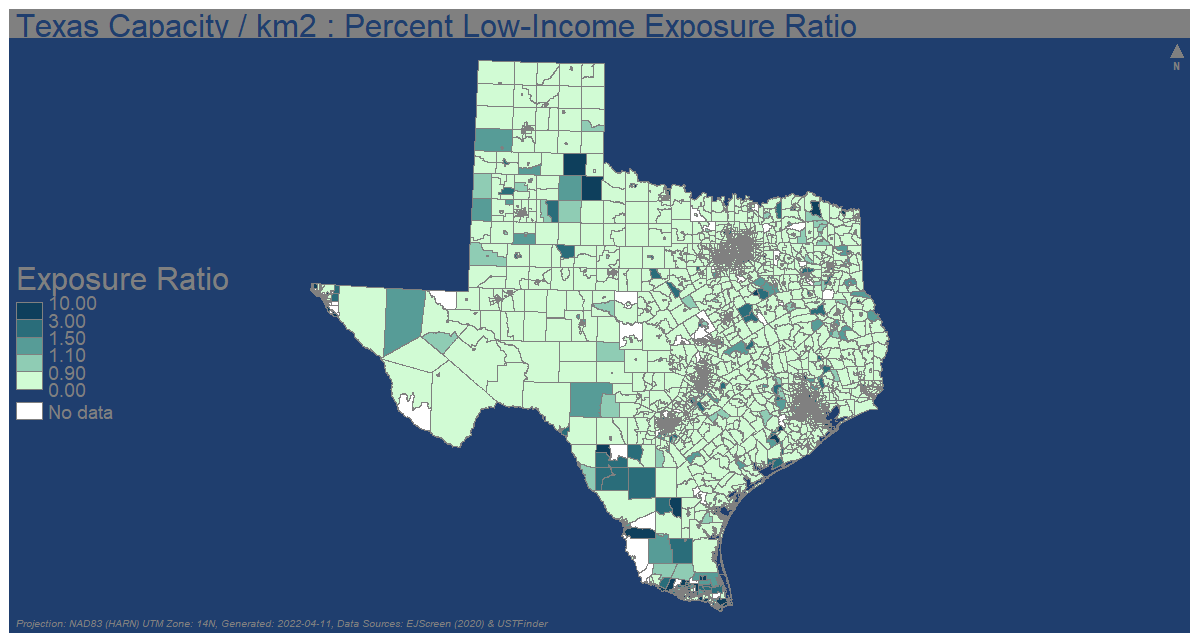 Texas Capacity / km2 : Percent Low-Income Exposure Ratio
N
Exposure Ratio
10.00
3.00
1.50
1.10
0.90
0.00
No data
Projection: NAD83 (HARN) UTM Zone: 14N, Generated: 2022-04-11, Data Sources: EJScreen (2020) & USTFinder